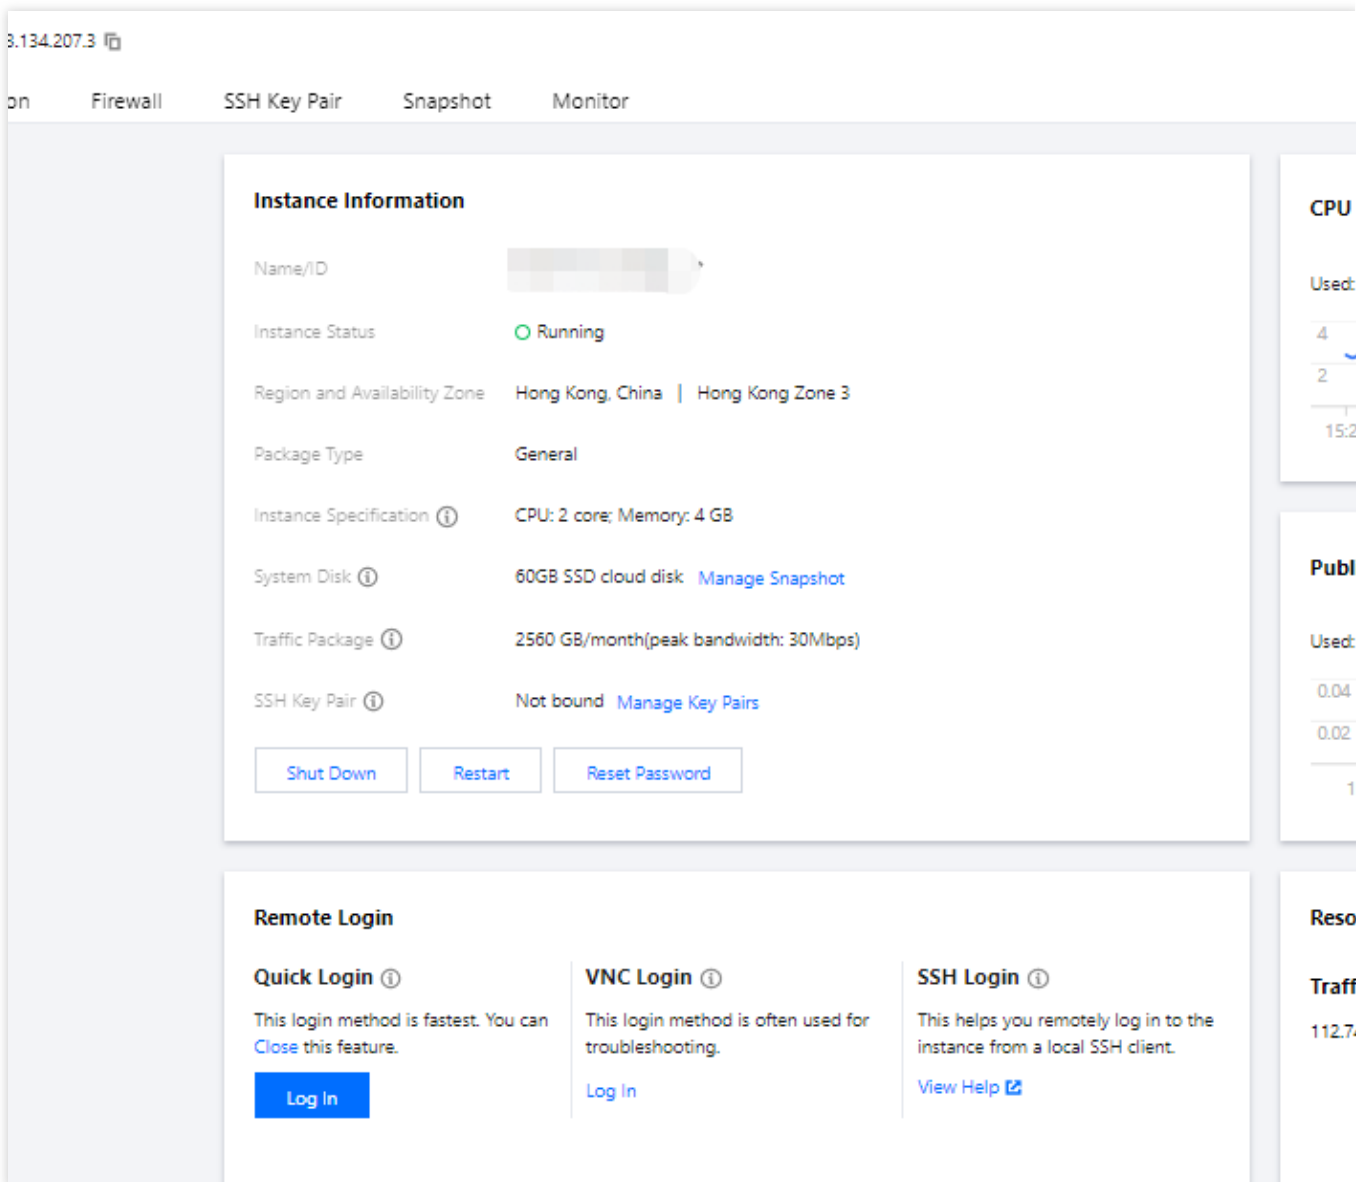 3.134.207.3
on Firewall SSH Key Pair Snapshot Monitor
Instance Information
Name/ID
Instance Status Running
Region and Availability Zone Hong Kong, China | Hong Kong Zone 3
Package Type General
Instance Specification CPU: 2 core; Memory: 4 GB
System Disk 60GB SSD cloud disk Manage Snapshot
Traffic Package 2560 GB/month(peak bandwidth: 30Mbps)
SSH Key Pair Not bound Manage Key Pairs
Shut Down Restart Reset Password
CPU
Used:
4
2
15:2
Publ
Used:
0.04
0.02
1
Remote Login
Quick Login
This login method is fastest. You can
Close this feature.
Log In
VNC Login
This login method is often used for
troubleshooting.
Log In
SSH Login
This helps you remotely log in to the
instance from a local SSH client.
View Help
Reso
Traff
112.74